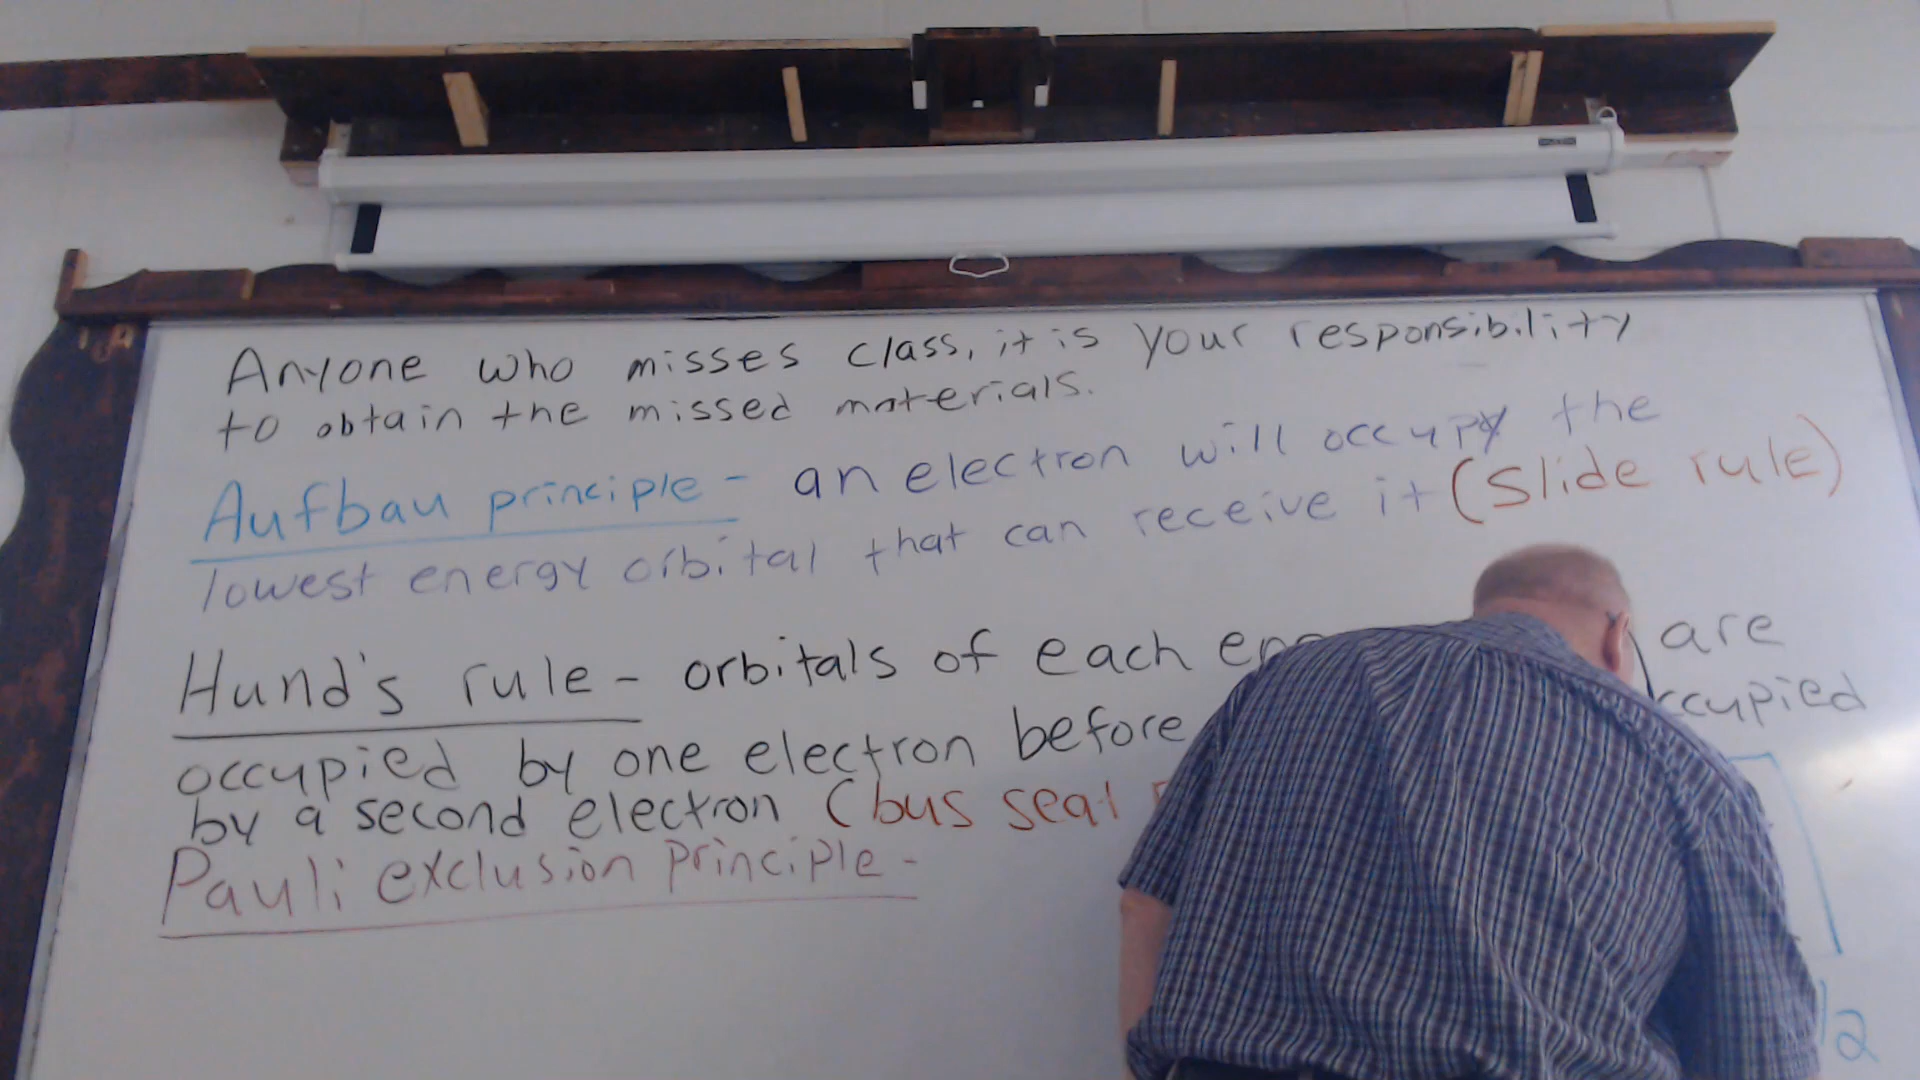 Anyone who misses class, it is your responsibility
to obtain the missed materials.
Aufbau principle - an electron will occupy the
lowest energy orbital that can receive it (Slide rule)
Hund's rule - orbitals of each are
occupied by one electron before
by a second electron (bus seat
Pauli exclusion principle -